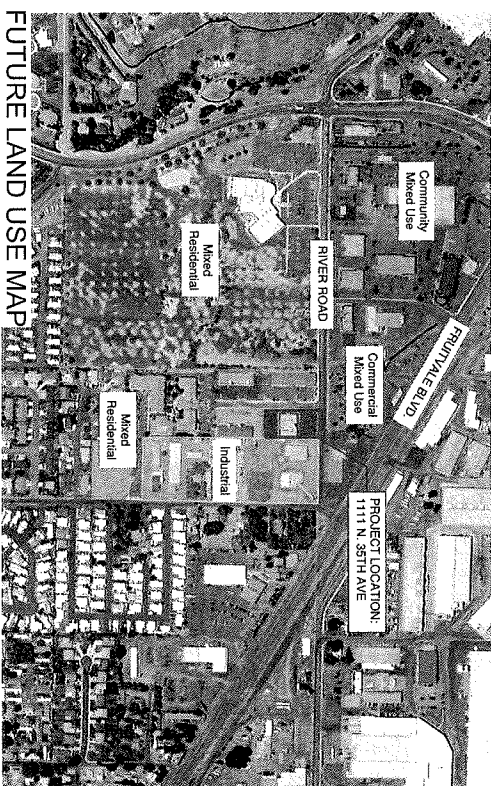 Community
Mixed Use
FRUITVALE BLVD.
RIVER ROAD
Mixed
Residential
Commercial
Mixed Use
PROJECT LOCATION:
1111 N. 35TH AVE
Industrial
Mixed
Residential
FUTURE LAND USE MAP